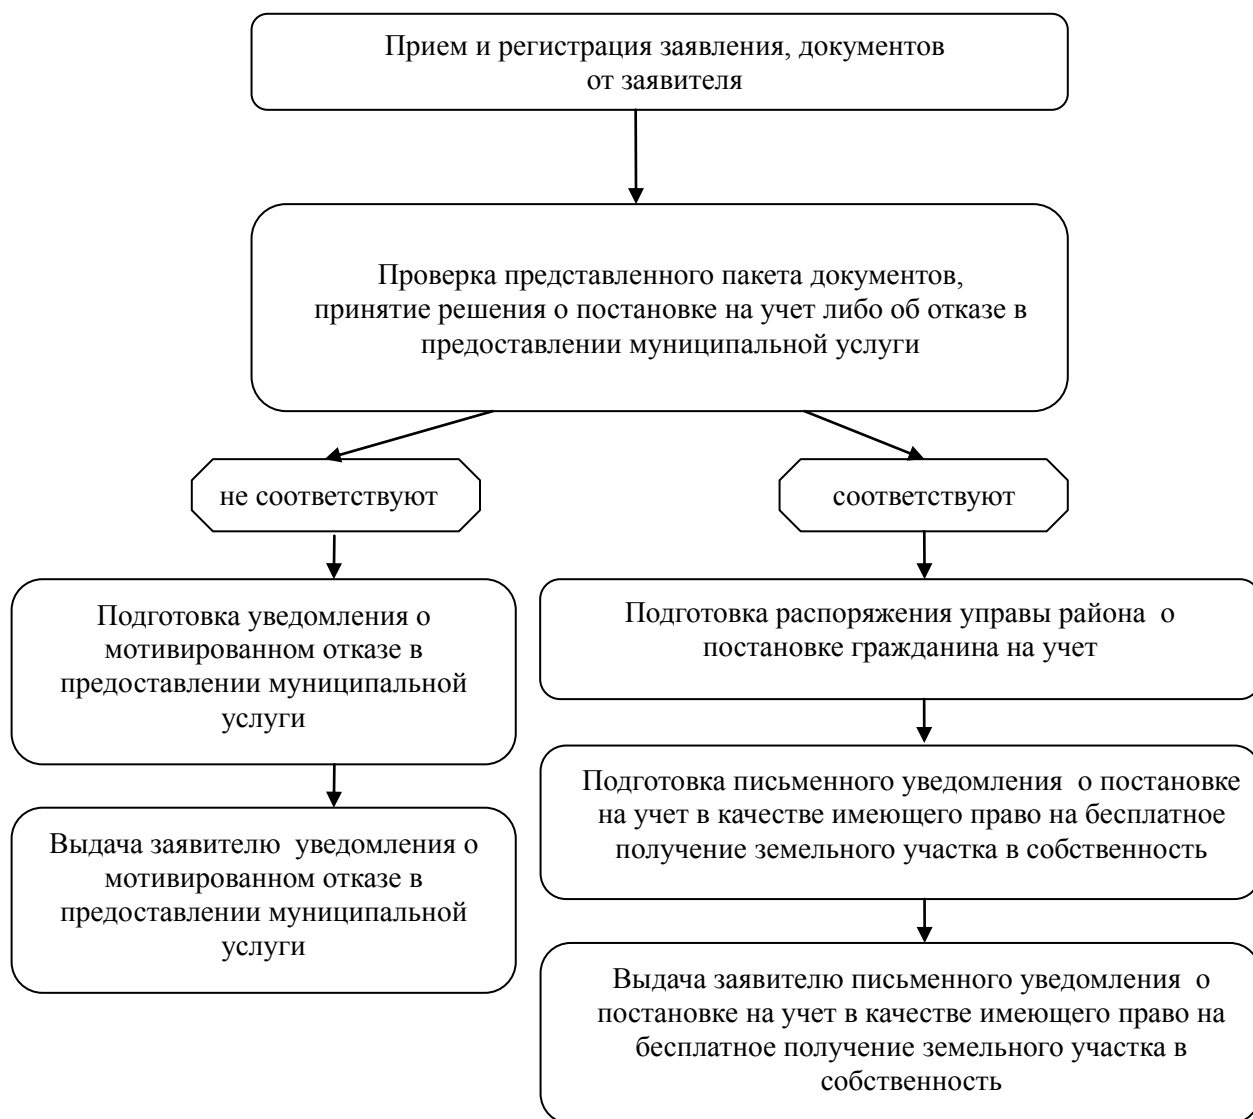 Прием и регистрация заявления, документов
от заявителя
Проверка представленного пакета документов,
принятие решения о постановке на учет либо об отказе в
предоставлении муниципальной услуги
не соответствуют
соответствуют
Подготовка уведомления о
мотивированном отказе в
предоставлении муниципальной
услуги
Подготовка распоряжения управы района о
постановке гражданина на учет
Выдача заявителю уведомления о
мотивированном отказе в
предоставлении муниципальной
услуги
Подготовка письменного уведомления о постановке
на учет в качестве имеющего право на бесплатное
получение земельного участка в собственность
Выдача заявителю письменного уведомления о
постановке на учет в качестве имеющего право на
бесплатное получение земельного участка в
собственность